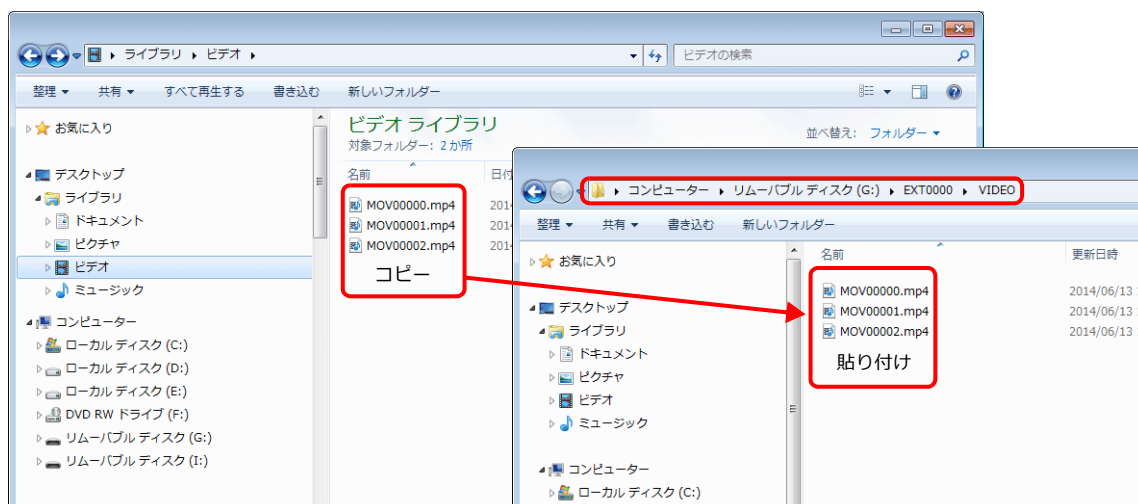 ライブラリ ビデオ
ビデオの検索
整理 共有 すべて再生する 書き込む 新しいフォルダー
お気に入り
デスクトップ
ライブラリ
ドキュメント
ピクチャ
ビデオ
ミュージック
コンピューター
ローカル ディスク (C:)
ローカル ディスク (D:)
ローカル ディスク (E:)
DVD RW ドライブ (F:)
リムーバブル ディスク (G:)
リムーバブル ディスク (I:)
ビデオ ライブラリ
対象フォルダー: 2 か所
並べ替え: フォルダー
名前 日付
MOV00000.mp4 2014
MOV00001.mp4 2014
MOV00002.mp4 2014
コピー
コンピューター リムーバブル ディスク (G:) EXT0000 VIDEO
整理 共有 書き込む 新しいフォルダー
お気に入り
デスクトップ
ライブラリ
ドキュメント
ピクチャ
ビデオ
ミュージック
コンピューター
ローカル ディスク (C:)
名前 更新日時
MOV00000.mp4 2014/06/13
MOV00001.mp4 2014/06/13
MOV00002.mp4 2014/06/13
貼り付け